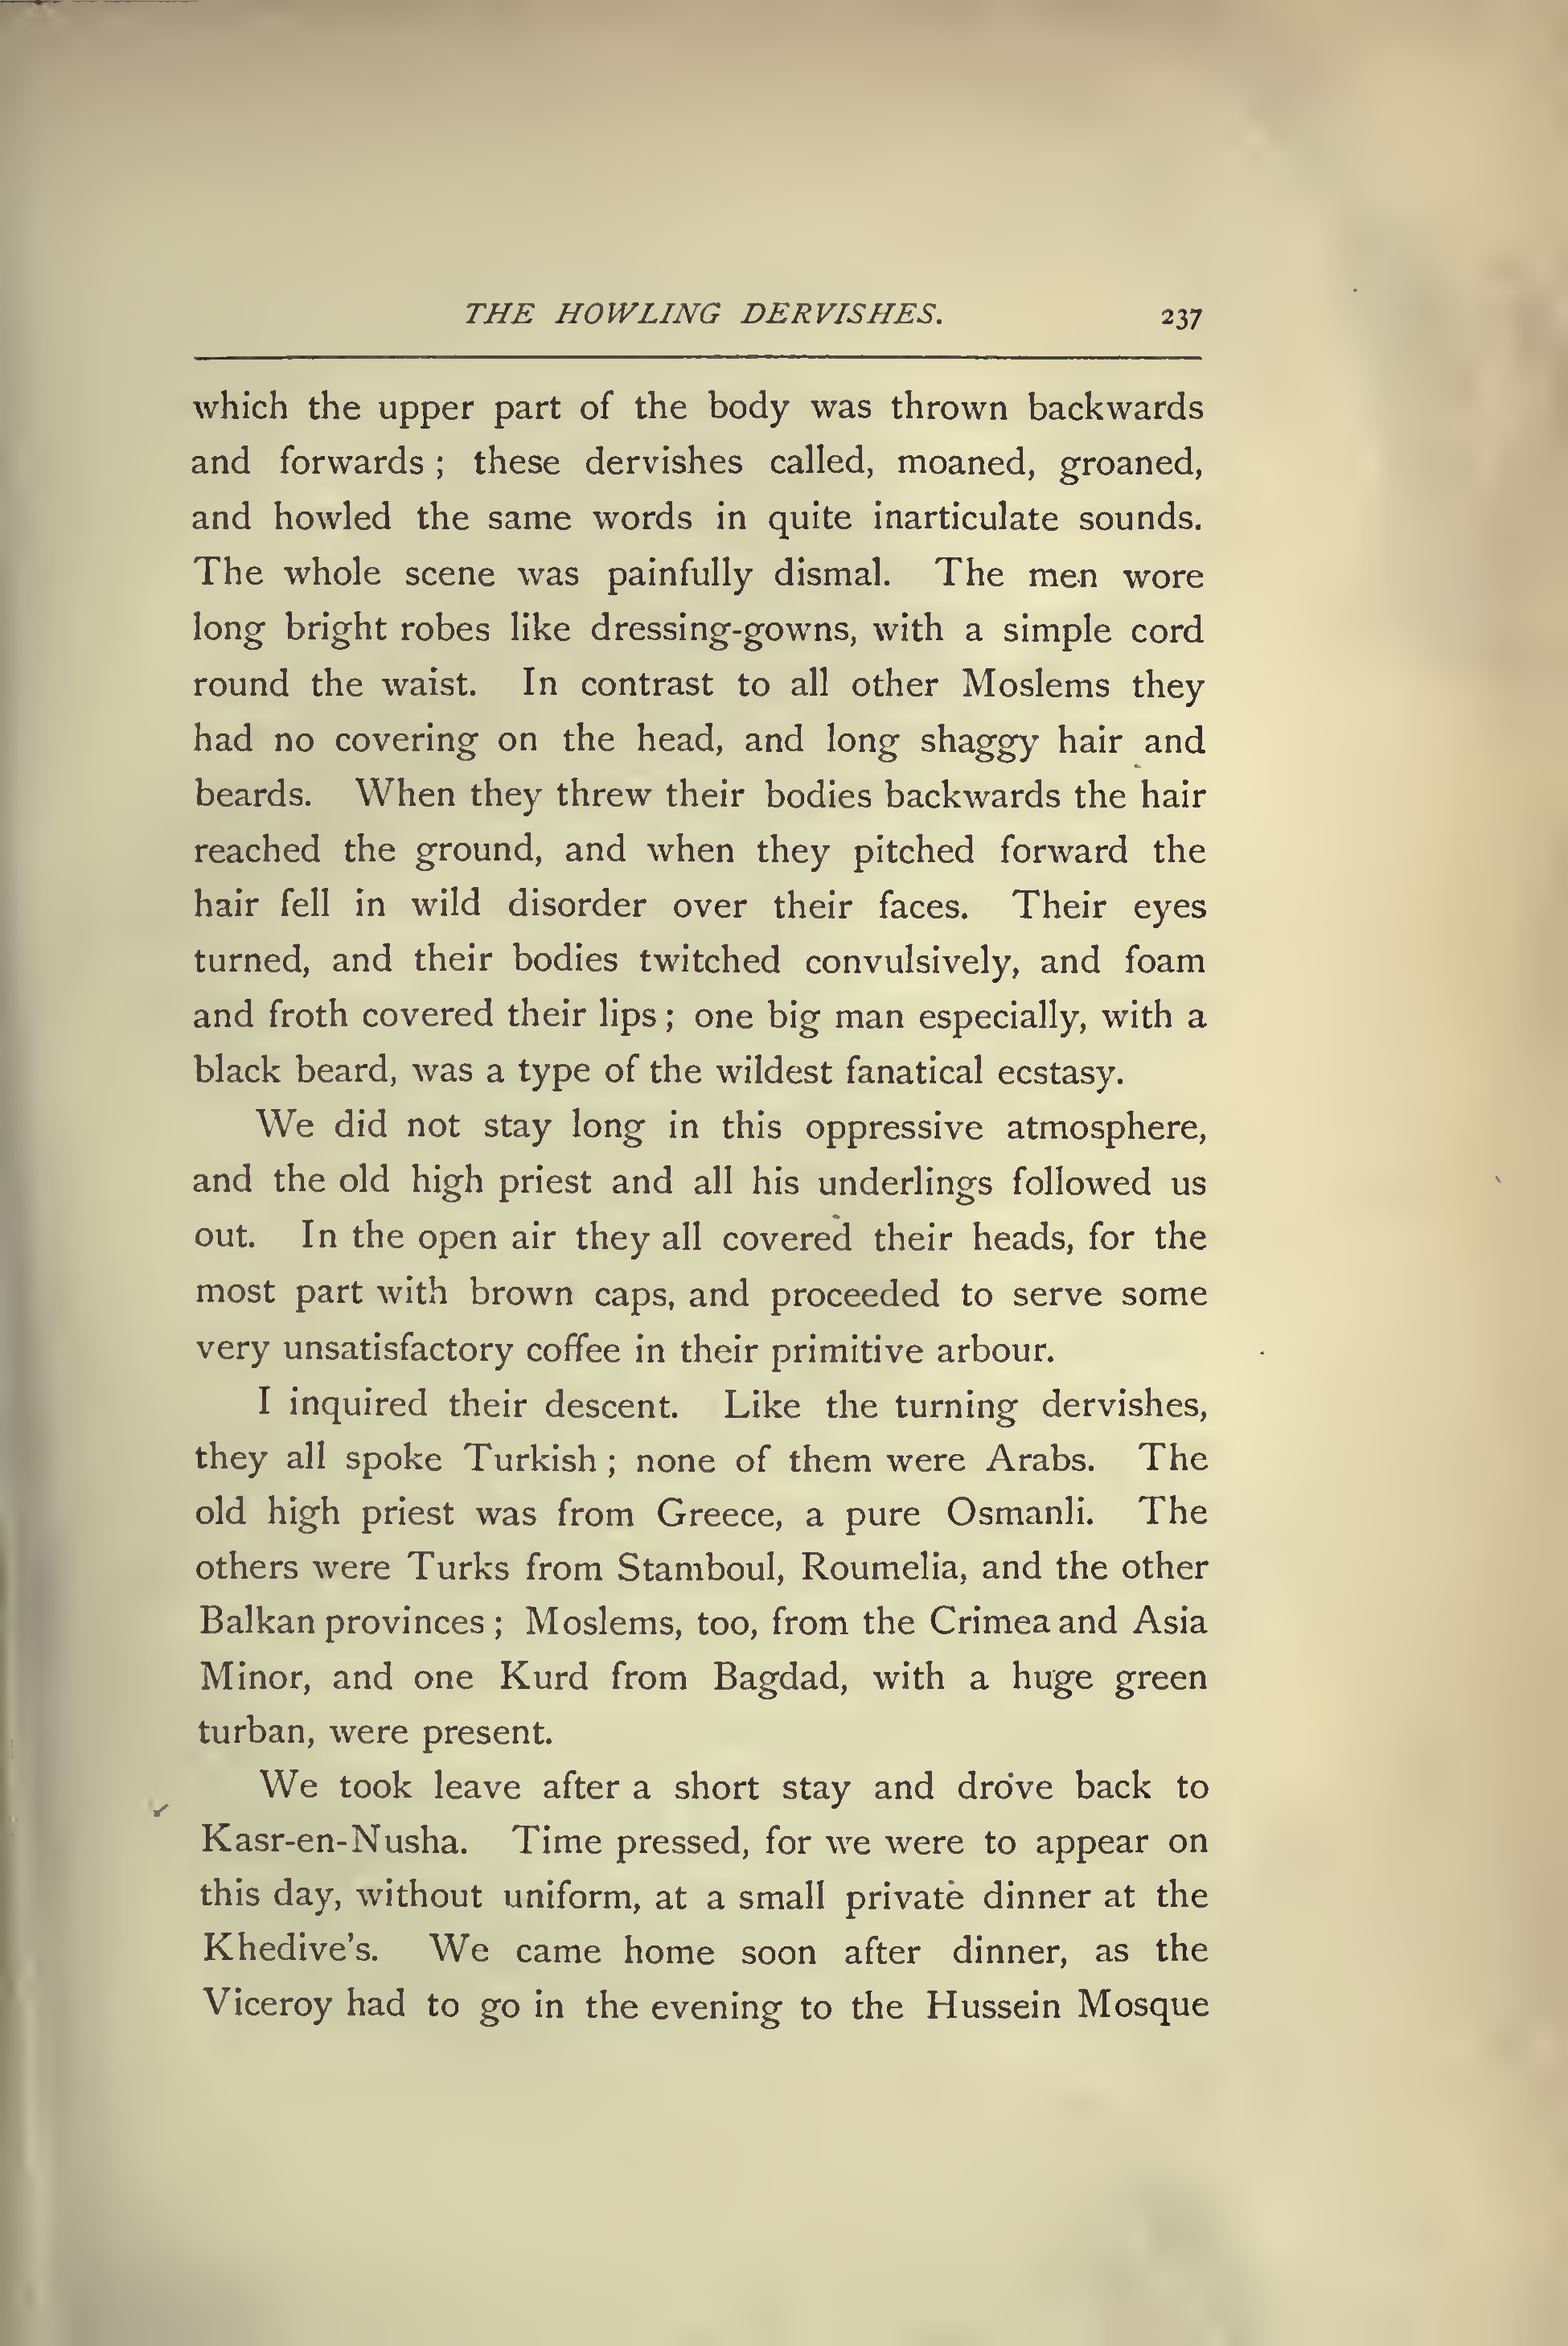 THE HOWLING DERVISHES. 237
which the upper part of the body was thrown backwards
and forwards ; these dervishes called, moaned, groaned,
and howled the same words in quite inarticulate sounds.
The whole scene was painfully dismal. The men wore
long bright robes like dressing-gowns, with a simple cord
round the waist. In contrast to all other Moslems they
had no covering on the head, and long shaggy hair and
beards. When they threw their bodies backwards the hair
reached the ground, and when they pitched forward the
hair fell in wild disorder over their faces. Their eyes
turned, and their bodies twitched convulsively, and foam
and froth covered their lips ; one big man especially, with a
black beard, was a type of the wildest fanatical ecstasy.
We did not stay long in this oppressive atmosphere,
and the old high priest and all his underlings followed us
out. In the open air they all covered their heads, for the
most part with brown caps, and proceeded to serve some
very unsatisfactory coffee in their primitive arbour.
I inquired their descent. Like the turning dervishes,
they all spoke Turkish ; none of them were Arabs. The
old high priest was from Greece, a pure Osmanli. The
others were Turks from Stamboul, Roumelia, and the other
Balkan provinces ; Moslems, too, from the Crimea and Asia
Minor, and one Kurd from Bagdad, with a huge green
turban, were present.
We took leave after a short stay and drove back to
Kasr-en-Nusha. Time pressed, for we were to appear on
this day, without uniform, at a small private dinner at the
Khedive's. We came home soon after dinner, as the
Viceroy had to go in the evening to the Hussein Mosque